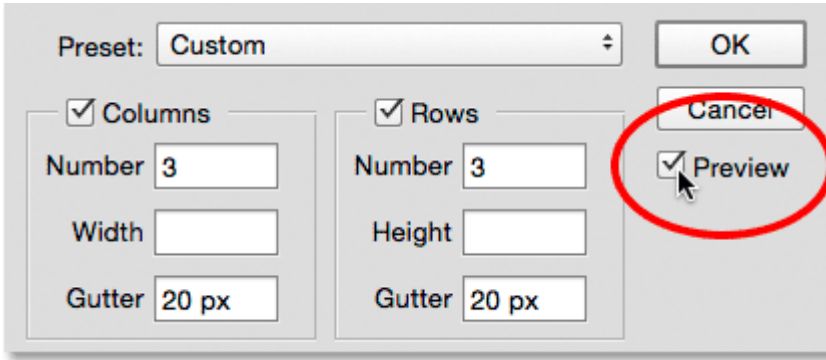 Preset: Custom OK
Cancel
Columns Rows Preview
Number 3 Number 3
Width Height
Gutter 20 px Gutter 20 px